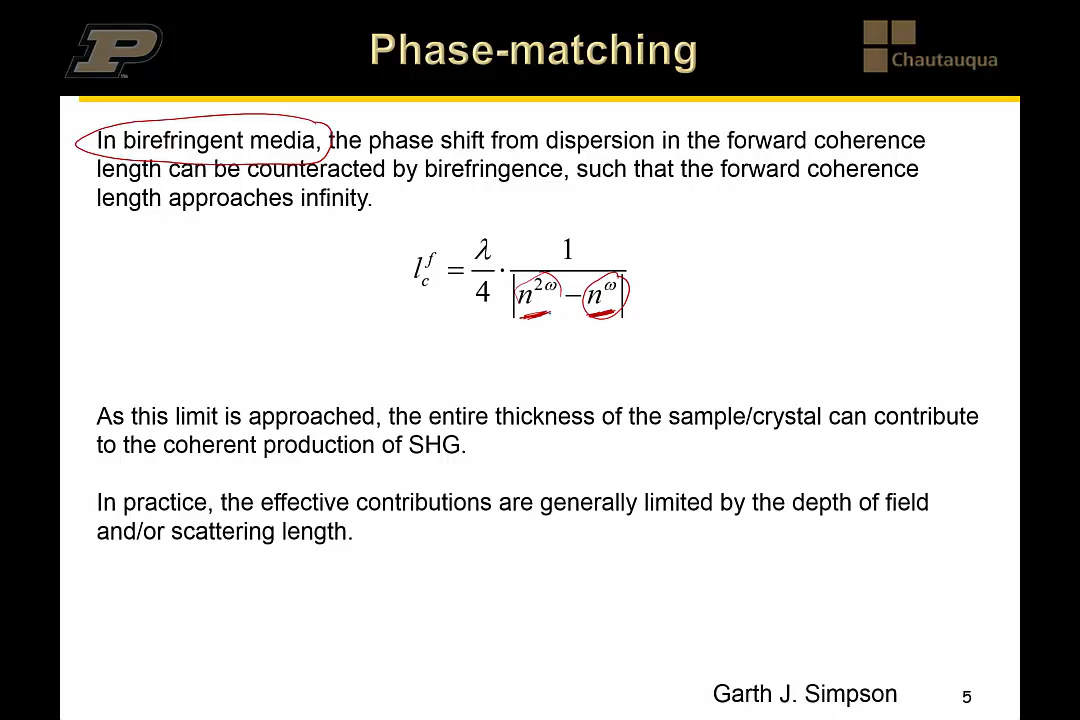 Phase-matching
P
Chautauqua
In birefringent media, the phase shift from dispersion in the forward coherence
length can be counteracted by birefringence, such that the forward coherence
length approaches infinity.
l_c^f = λ/4 · 1/|n^{2ω} − n^ω|
As this limit is approached, the entire thickness of the sample/crystal can contribute
to the coherent production of SHG.
In practice, the effective contributions are generally limited by the depth of field
and/or scattering length.
Garth J. Simpson
5